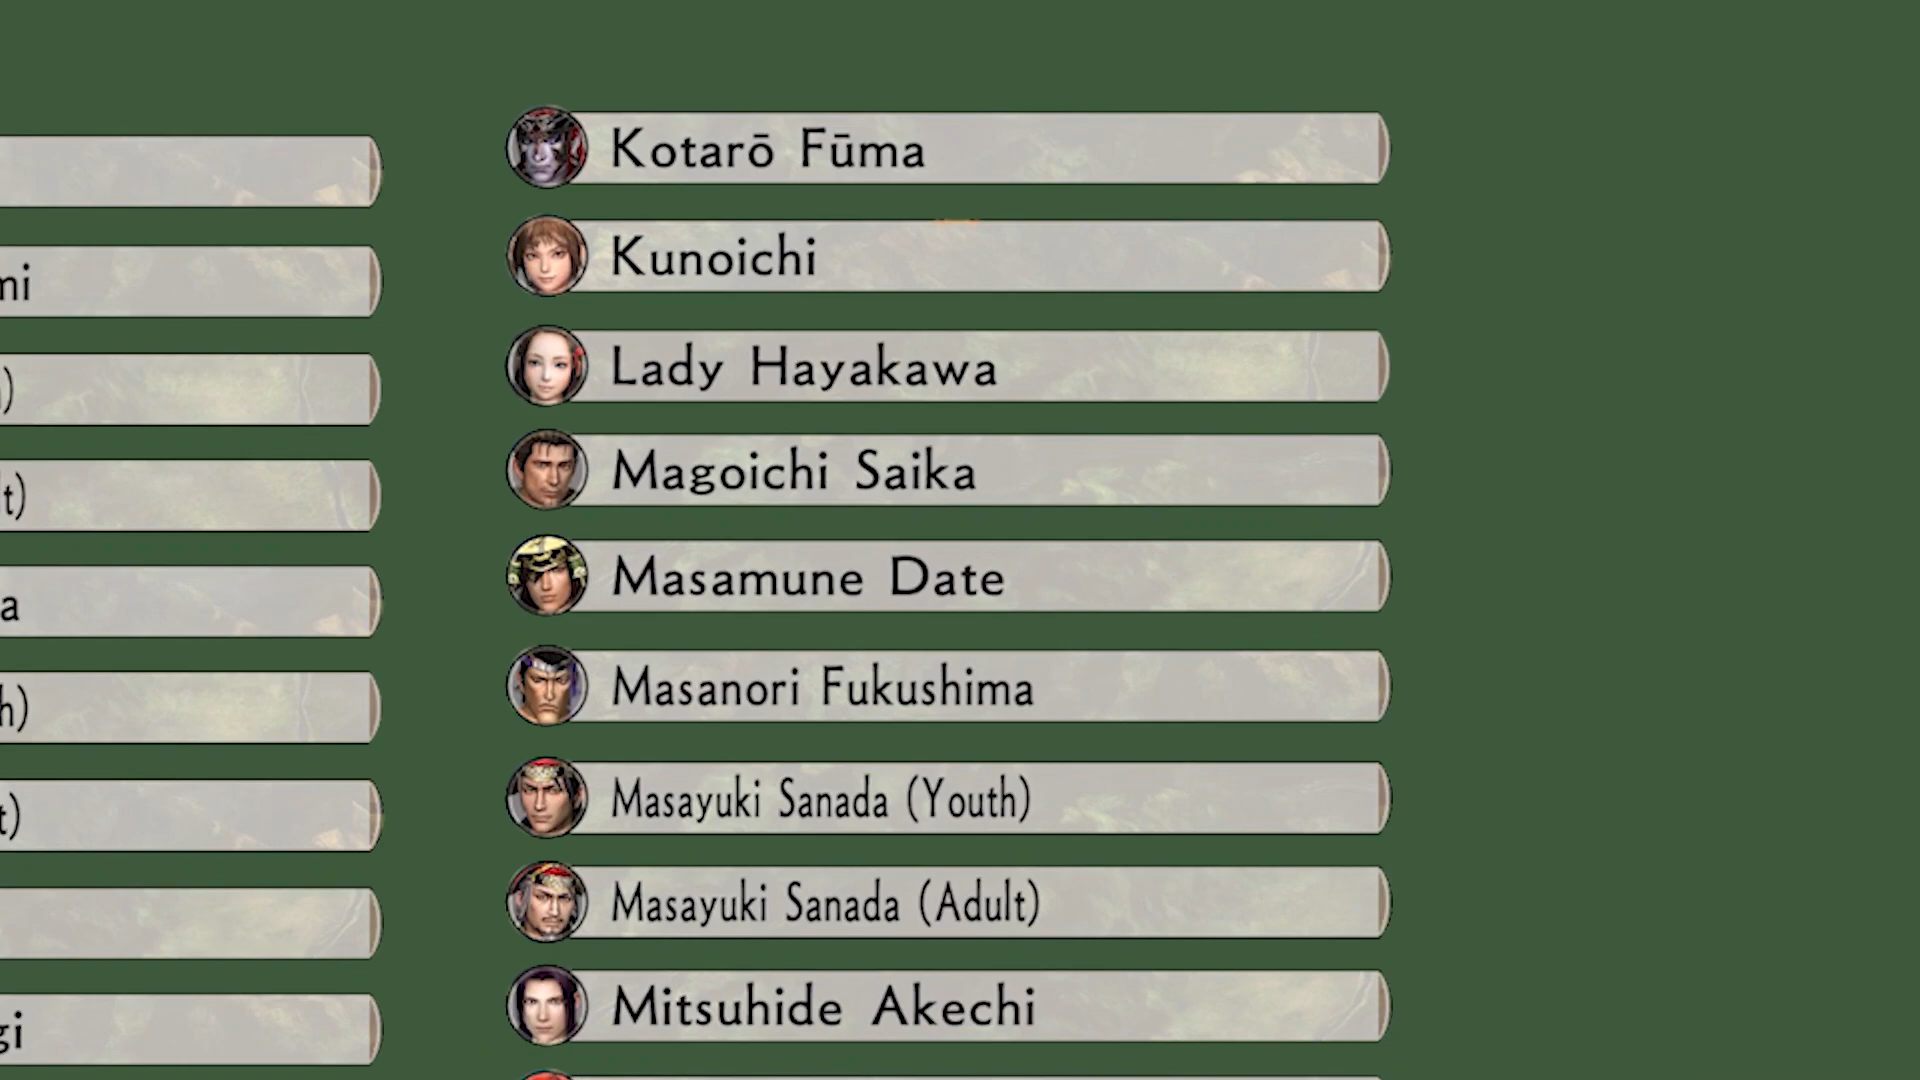 Kotarō Fūma
Kunoichi
Lady Hayakawa
Magoichi Saika
Masamune Date
Masanori Fukushima
Masayuki Sanada (Youth)
Masayuki Sanada (Adult)
Mitsuhide Akechi